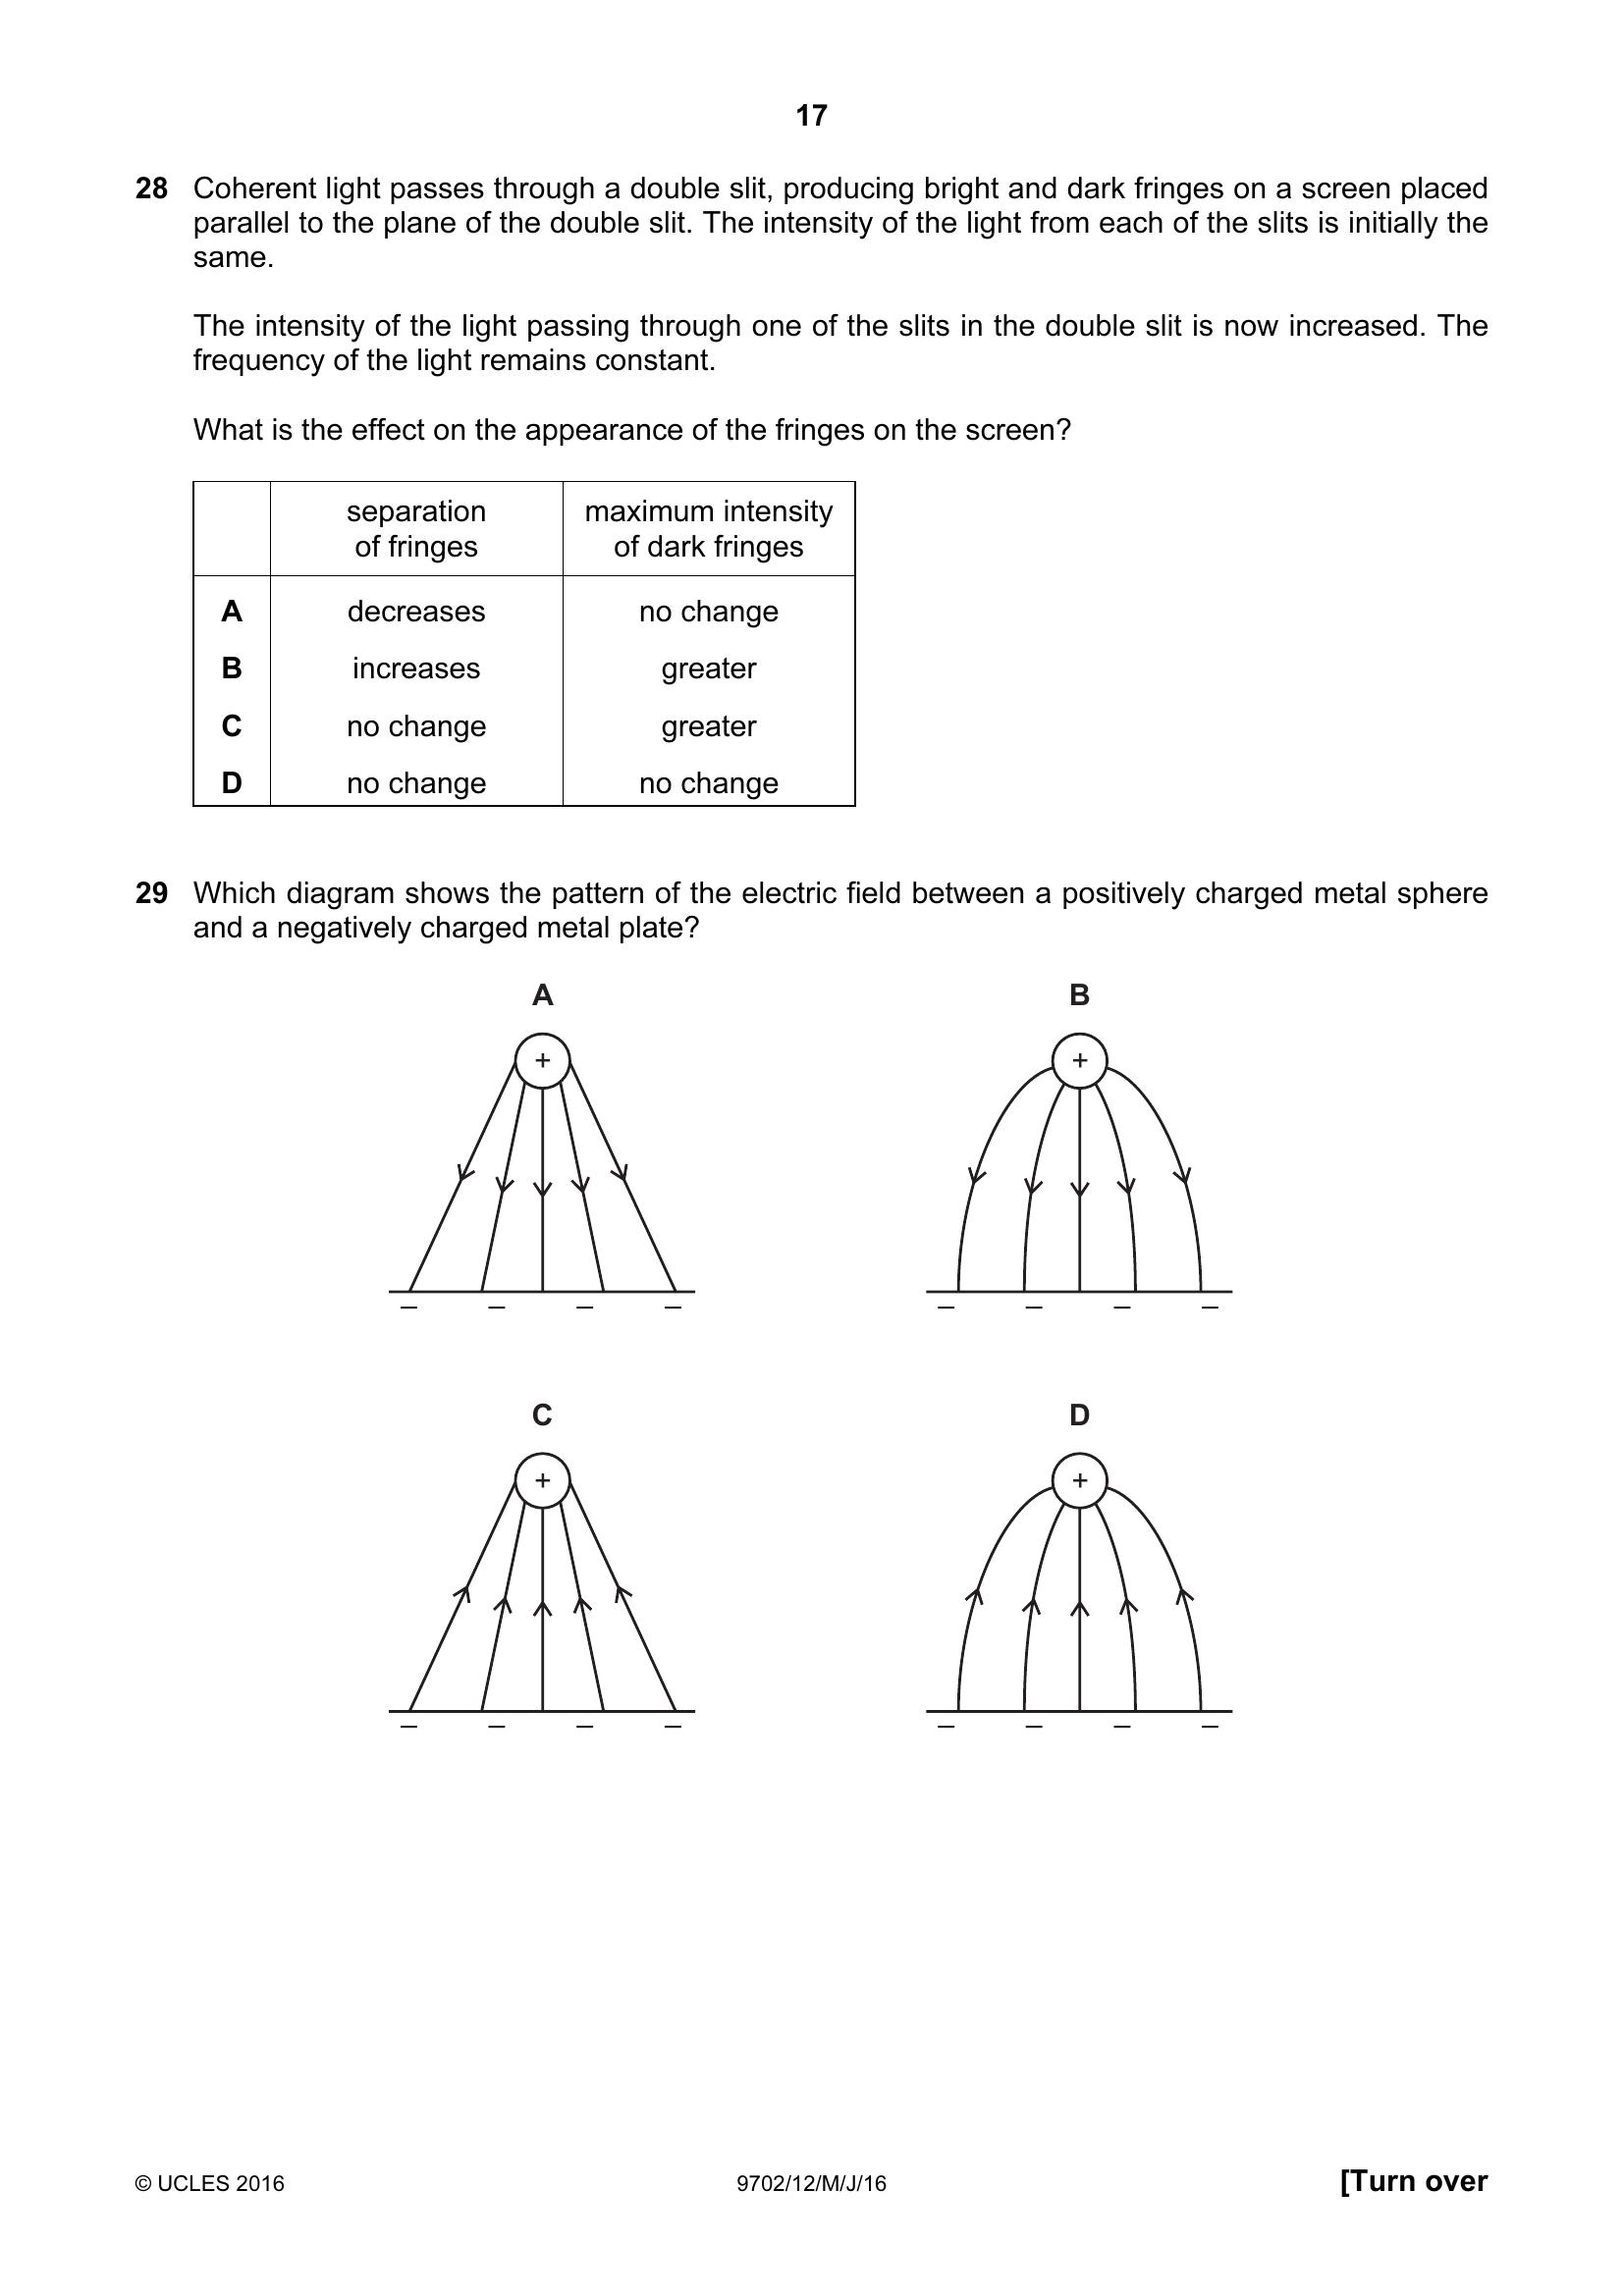 17
28 Coherent light passes through a double slit, producing bright and dark fringes on a screen placed
parallel to the plane of the double slit. The intensity of the light from each of the slits is initially the
same.
The intensity of the light passing through one of the slits in the double slit is now increased. The
frequency of the light remains constant.
What is the effect on the appearance of the fringes on the screen?
separation maximum intensity
of fringes of dark fringes
A decreases no change
B increases greater
C no change greater
D no change no change
29 Which diagram shows the pattern of the electric field between a positively charged metal sphere
and a negatively charged metal plate?
A B
+ +
– – – – – – – –
C D
+ +
– – – – – – – –
© UCLES 2016 9702/12/M/J/16 [Turn over